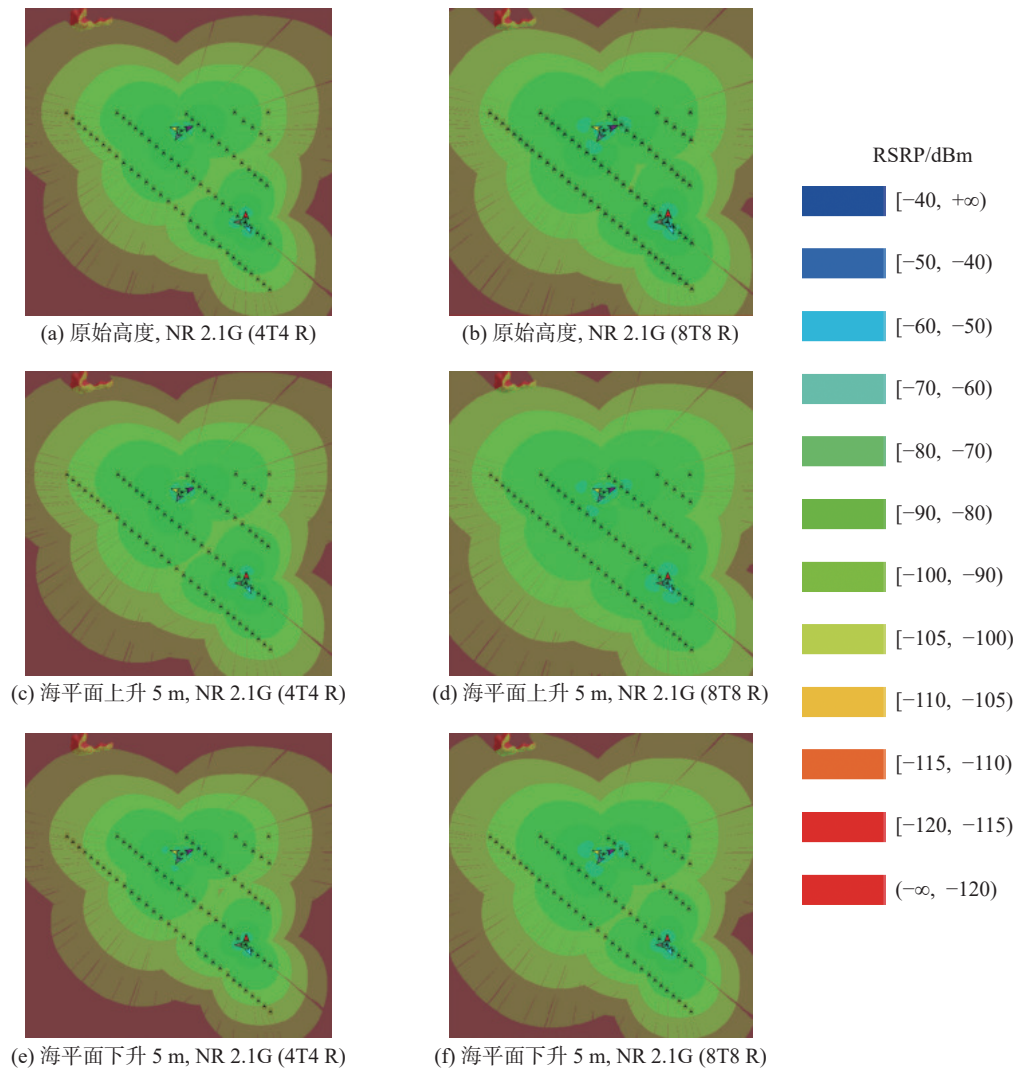 RSRP/dBm
[−40, +∞)
[−50, −40)
[−60, −50)
[−70, −60)
[−80, −70)
[−90, −80)
[−100, −90)
[−105, −100)
[−110, −105)
[−115, −110)
[−120, −115)
(−∞, −120)
(a) 原始高度, NR 2.1G (4T4 R)
(b) 原始高度, NR 2.1G (8T8 R)
(c) 海平面上升 5 m, NR 2.1G (4T4 R)
(d) 海平面上升 5 m, NR 2.1G (8T8 R)
(e) 海平面下升 5 m, NR 2.1G (4T4 R)
(f) 海平面下升 5 m, NR 2.1G (8T8 R)